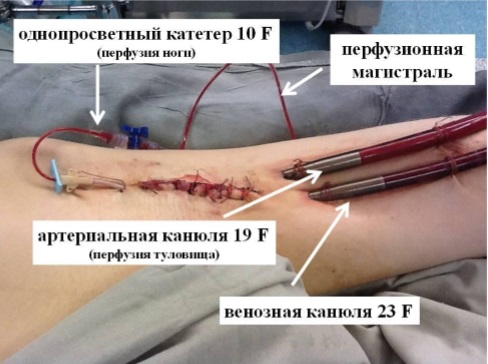 однопросветный катетер 10 F
(перфузия ноги)
перфузионная
магистраль
артериальная канюля 19 F
(перфузия туловища)
венозная канюля 23 F